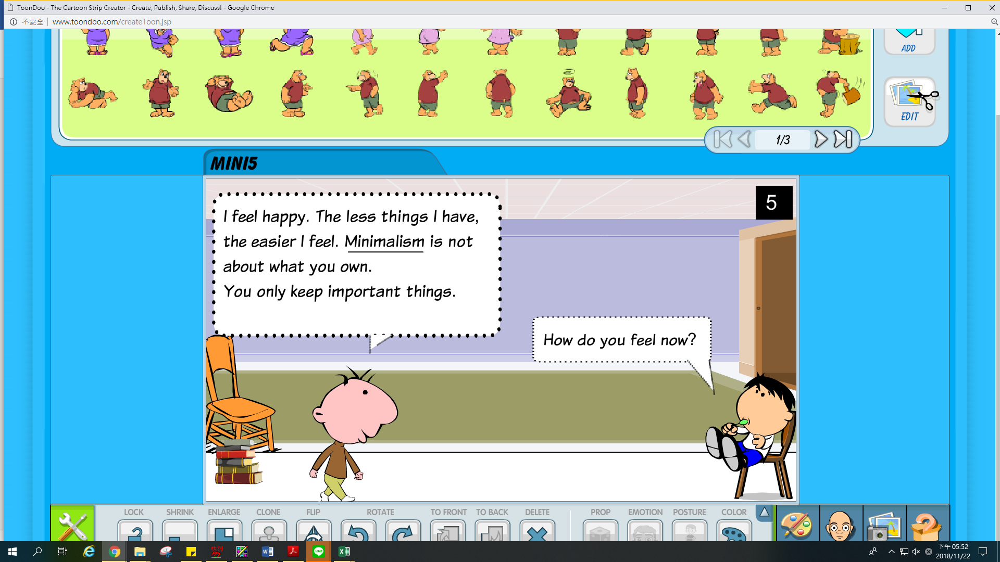 ToonDoo - The Cartoon Strip Creator - Create, Publish, Share, Discuss! - Google Chrome
不安全 www.toondoo.com/createToon.jsp
ADD
EDIT
1/3
MINI5
5
I feel happy. The less things I have,
the easier I feel. Minimalism is not
about what you own.
You only keep important things.
How do you feel now?
LOCK SHRINK ENLARGE CLONE FLIP ROTATE TO FRONT TO BACK DELETE PROP EMOTION POSTURE COLOR
LINE
下午 05:52
2018/11/22